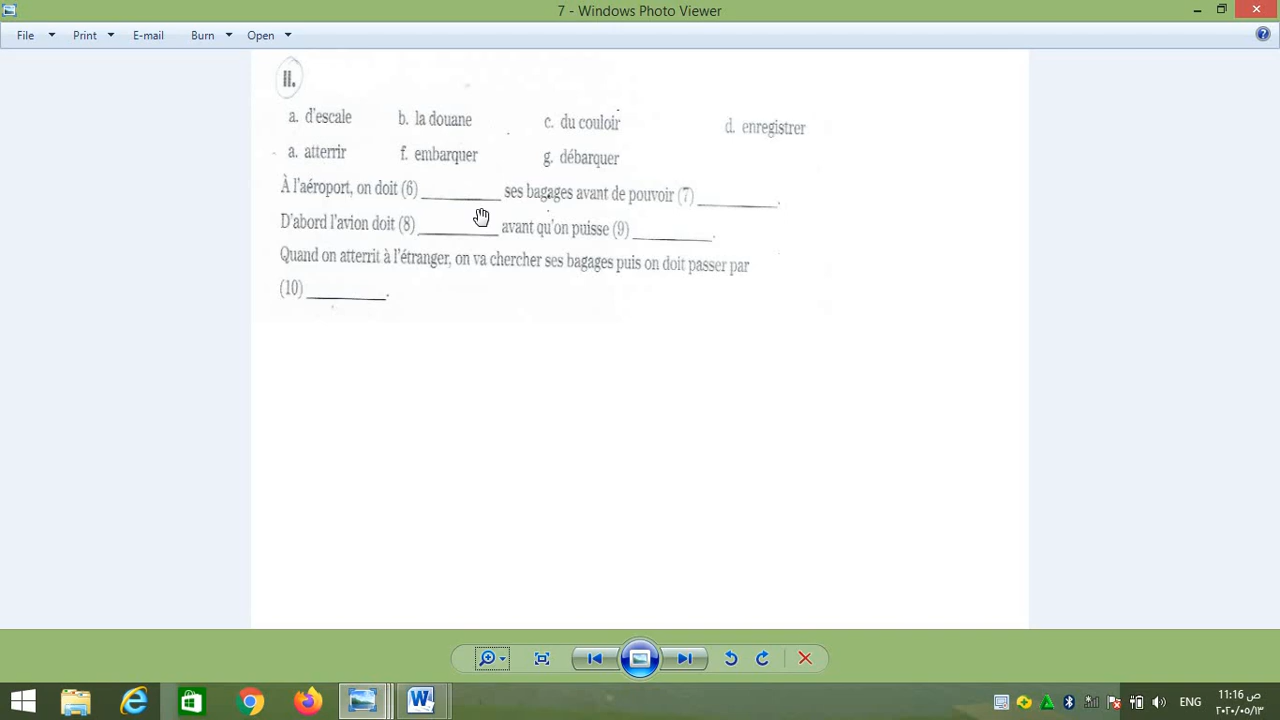 7 - Windows Photo Viewer
File Print E-mail Burn Open
II.
a. d'escale b. la douane c. du couloir d. enregistrer
a. atterrir f. embarquer g. débarquer
À l'aéroport, on doit (6) __________ ses bagages avant de pouvoir (7) __________.
D'abord l'avion doit (8) __________ avant qu'on puisse (9) __________.
Quand on atterrit à l'étranger, on va chercher ses bagages puis on doit passer par
(10) __________.
ENG
11:16 ص
٢٠٢٠/٠٥/١٣